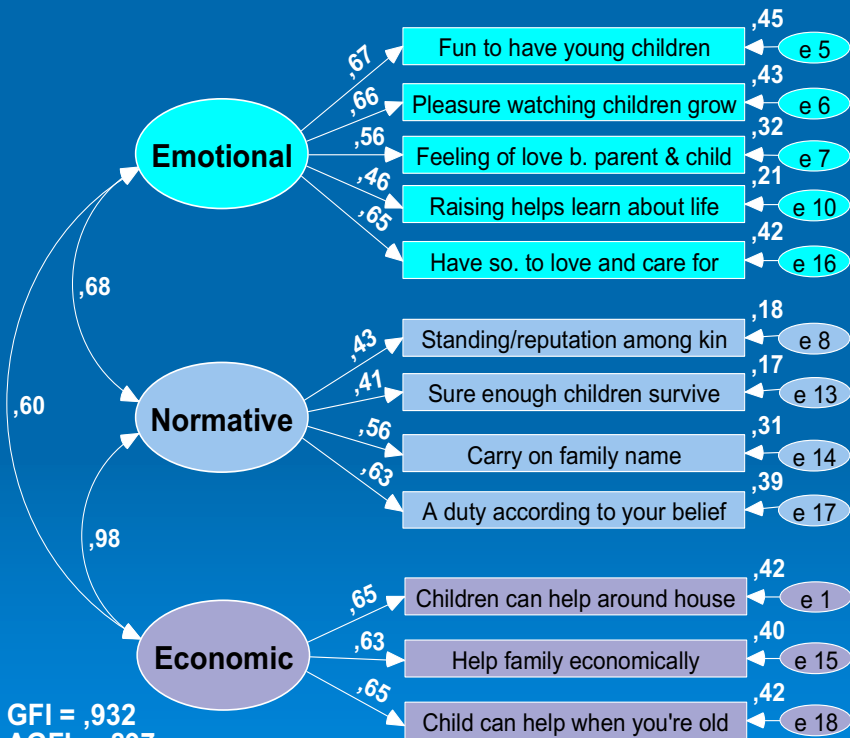 ,45
,67 Fun to have young children e 5
,43
,66 Pleasure watching children grow e 6
,32
Emotional ,56 Feeling of love b. parent & child e 7
,21
,46 Raising helps learn about life e 10
,42
,65 Have so. to love and care for e 16
,68
,18
,43 Standing/reputation among kin e 8
,17
,41 Sure enough children survive e 13
,60
Normative
,31
,56 Carry on family name e 14
,39
,63 A duty according to your belief e 17
,98
,42
,65 Children can help around house e 1
,40
Economic ,63 Help family economically e 15
,42
,65 Child can help when you're old e 18
GFI = ,932